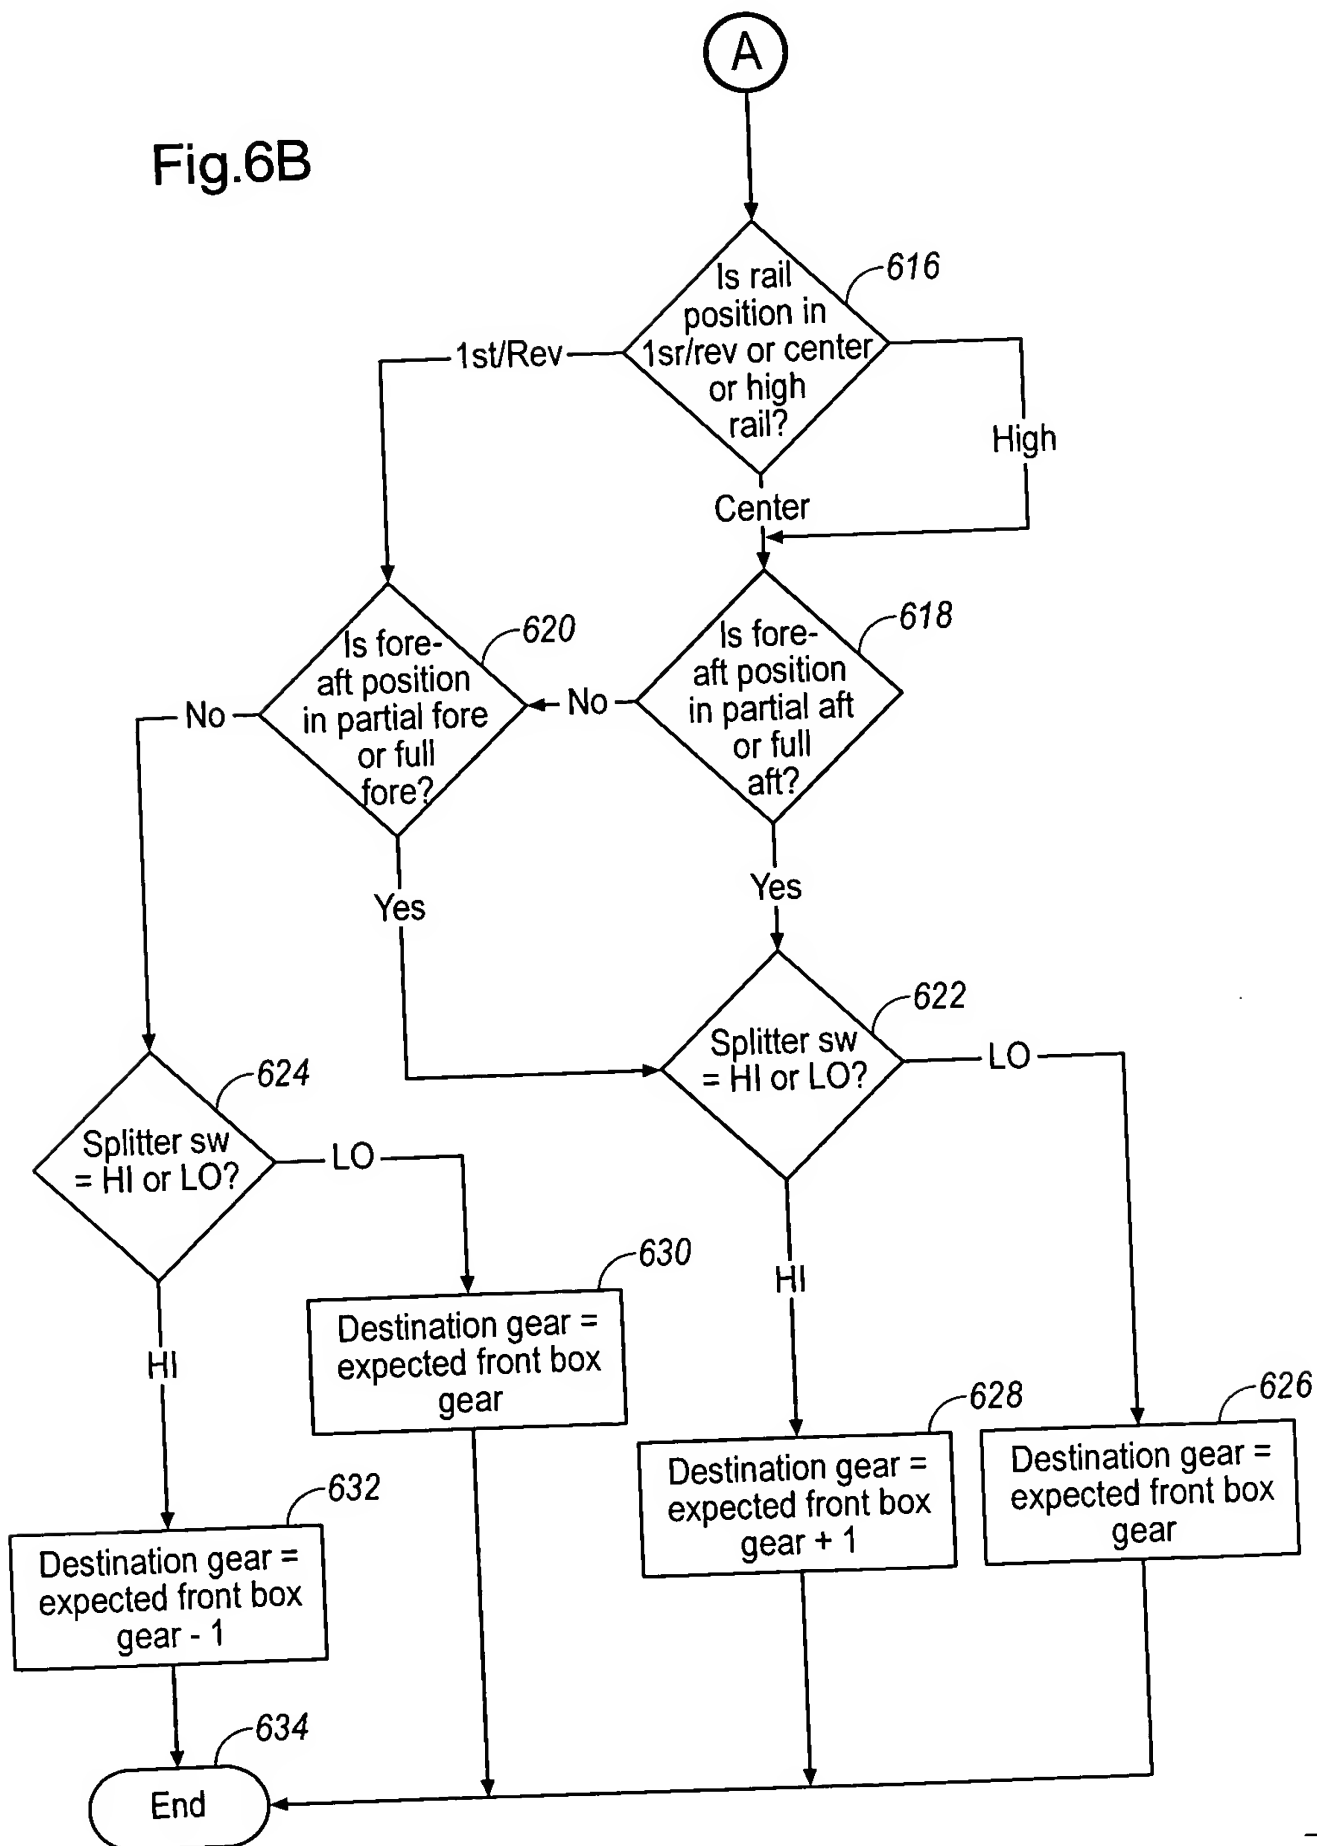 A
Fig.6B
616
Is rail
position in
1sr/rev or center
or high
rail?
1st/Rev
High
Center
620
Is fore-
aft position
in partial fore
or full
fore?
618
Is fore-
aft position
in partial aft
or full
aft?
No
No
Yes
Yes
622
Splitter sw
= HI or LO?
LO
624
Splitter sw
= HI or LO?
LO
HI
HI
630
Destination gear =
expected front box
gear
628
Destination gear =
expected front box
gear + 1
626
Destination gear =
expected front box
gear
632
Destination gear =
expected front box
gear - 1
634
End